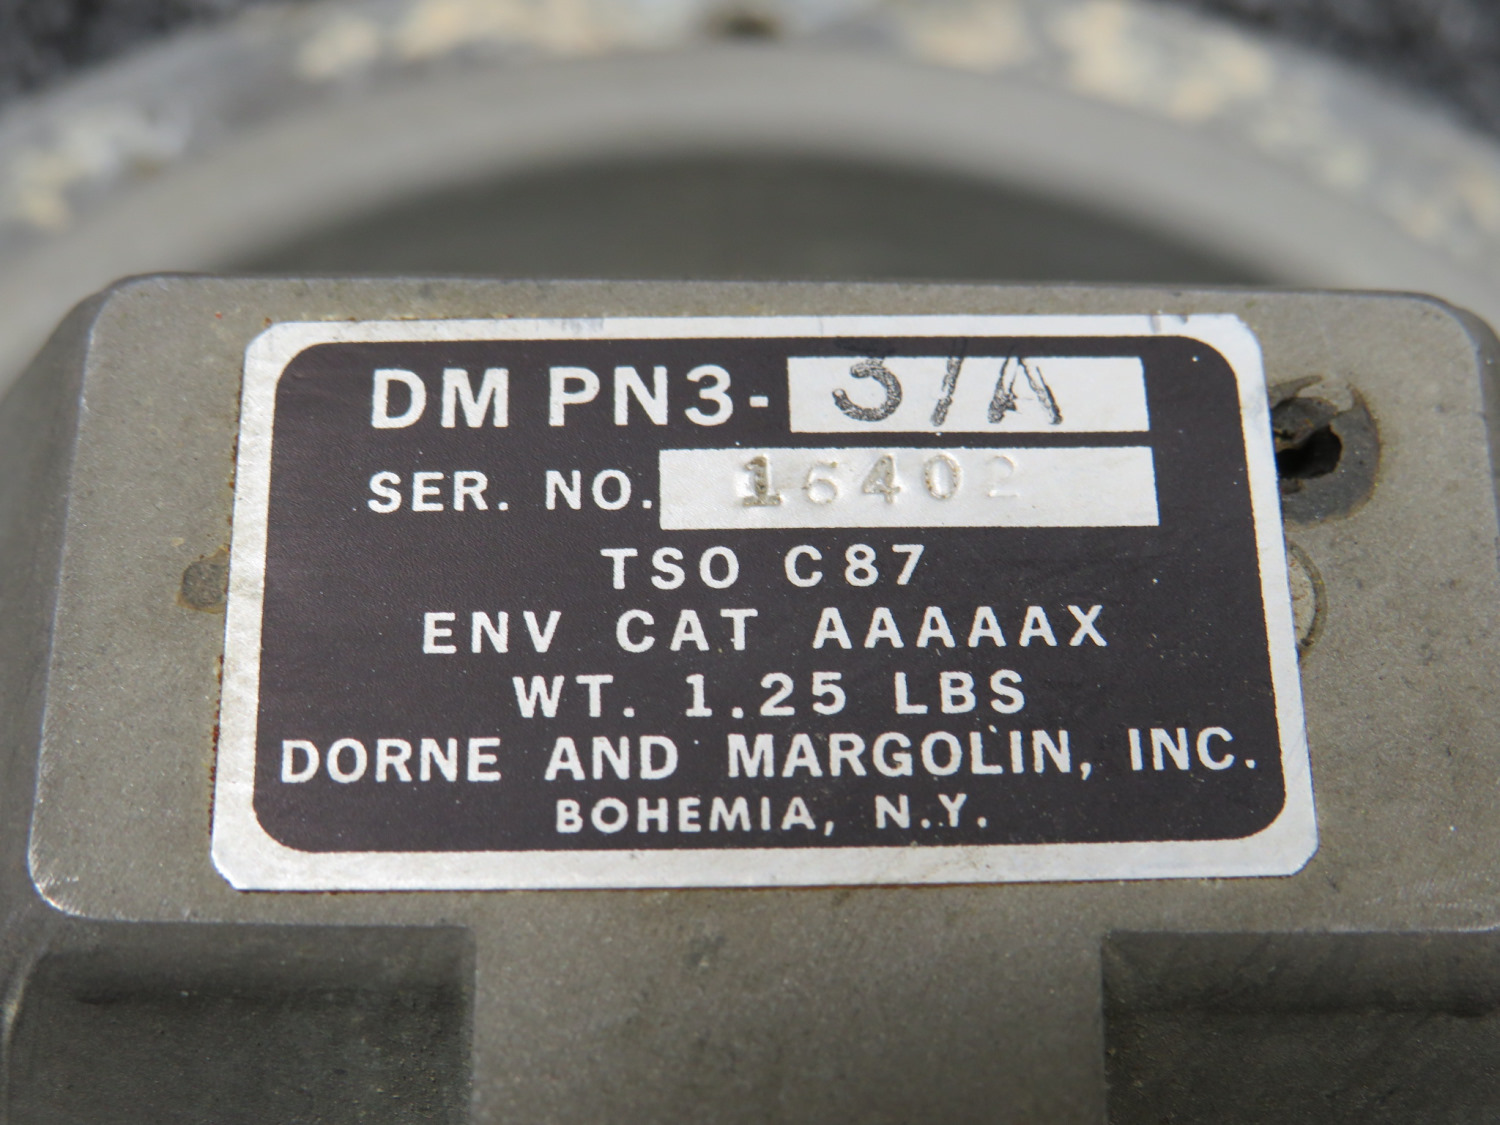 DM PN3-37A
SER. NO. 16402
TSO C87
ENV CAT AAAAAX
WT. 1.25 LBS
DORNE AND MARGOLIN, INC.
BOHEMIA, N.Y.